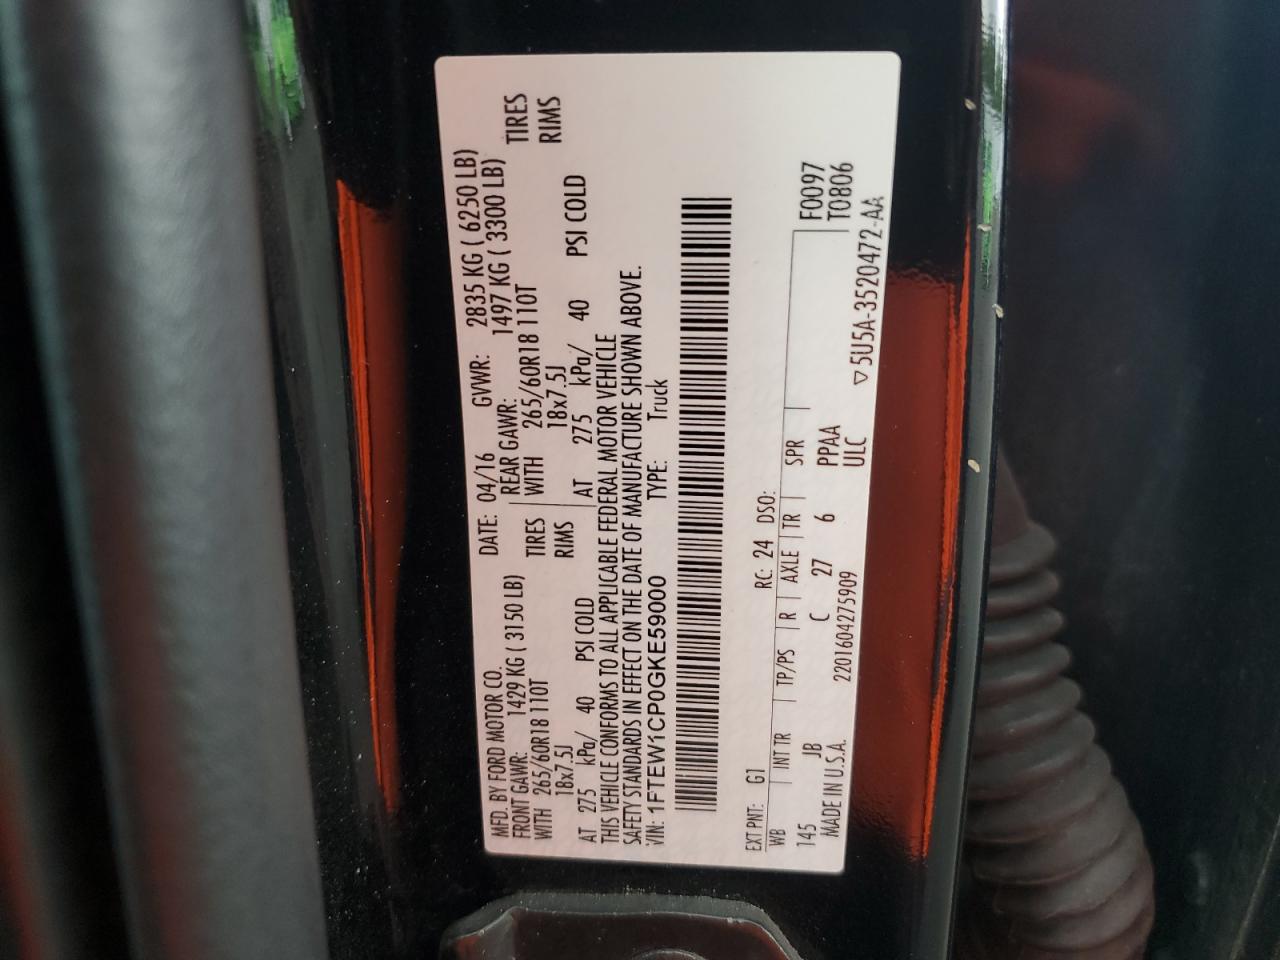 MFD. BY FORD MOTOR CO. DATE: 04/16 GVWR: 2835 KG ( 6250 LB)
FRONT GAWR: 1429 KG ( 3150 LB) REAR GAWR: 1497 KG ( 3300 LB)
WITH 265/60R18 110T TIRES WITH 265/60R18 110T TIRES
18x7.5J RIMS 18x7.5J RIMS
AT 275 kPa/ 40 PSI COLD AT 275 kPa/ 40 PSI COLD
THIS VEHICLE CONFORMS TO ALL APPLICABLE FEDERAL MOTOR VEHICLE
SAFETY STANDARDS IN EFFECT ON THE DATE OF MANUFACTURE SHOWN ABOVE.
VIN: 1FTEW1CP0GKE59000 TYPE: Truck
EXT PNT: G1 RC: 24 DSO:
WB INT TR TP/PS R AXLE TR SPR F0097
145 JB C 27 6 PPAA T0806
MADE IN U.S.A. 2201604275909 ULC ▽5U5A-3520472-AA